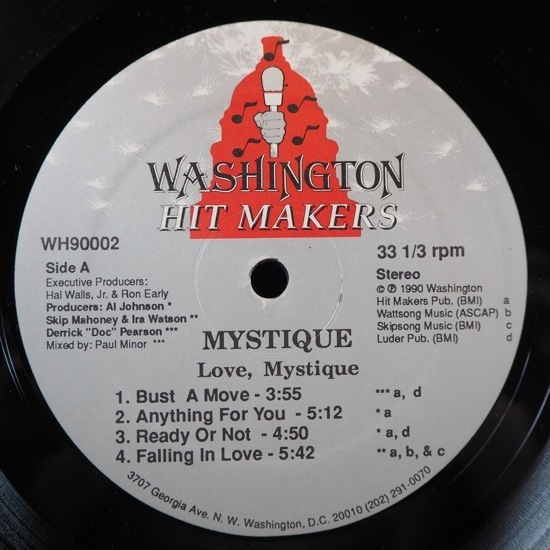 WASHINGTON
HIT MAKERS
WH90002
33 1/3 rpm
Side A
Executive Producers:
Hal Walls, Jr. & Ron Early
Producers: Al Johnson *
Skip Mahoney & Ira Watson **
Derrick "Doc" Pearson ***
Mixed by: Paul Minor ***
Stereo
© ℗ 1990 Washington
Hit Makers Pub. (BMI) a
Wattsong Music (ASCAP) b
Skipsong Music (BMI) c
Luder Pub. (BMI) d
MYSTIQUE
Love, Mystique
1. Bust A Move - 3:55 *** a, d
2. Anything For You - 5:12 * a
3. Ready Or Not - 4:50 * a, d
4. Falling In Love - 5:42 ** a, b, & c
3707 Georgia Ave. N. W. Washington, D.C. 20010 (202) 291-0070